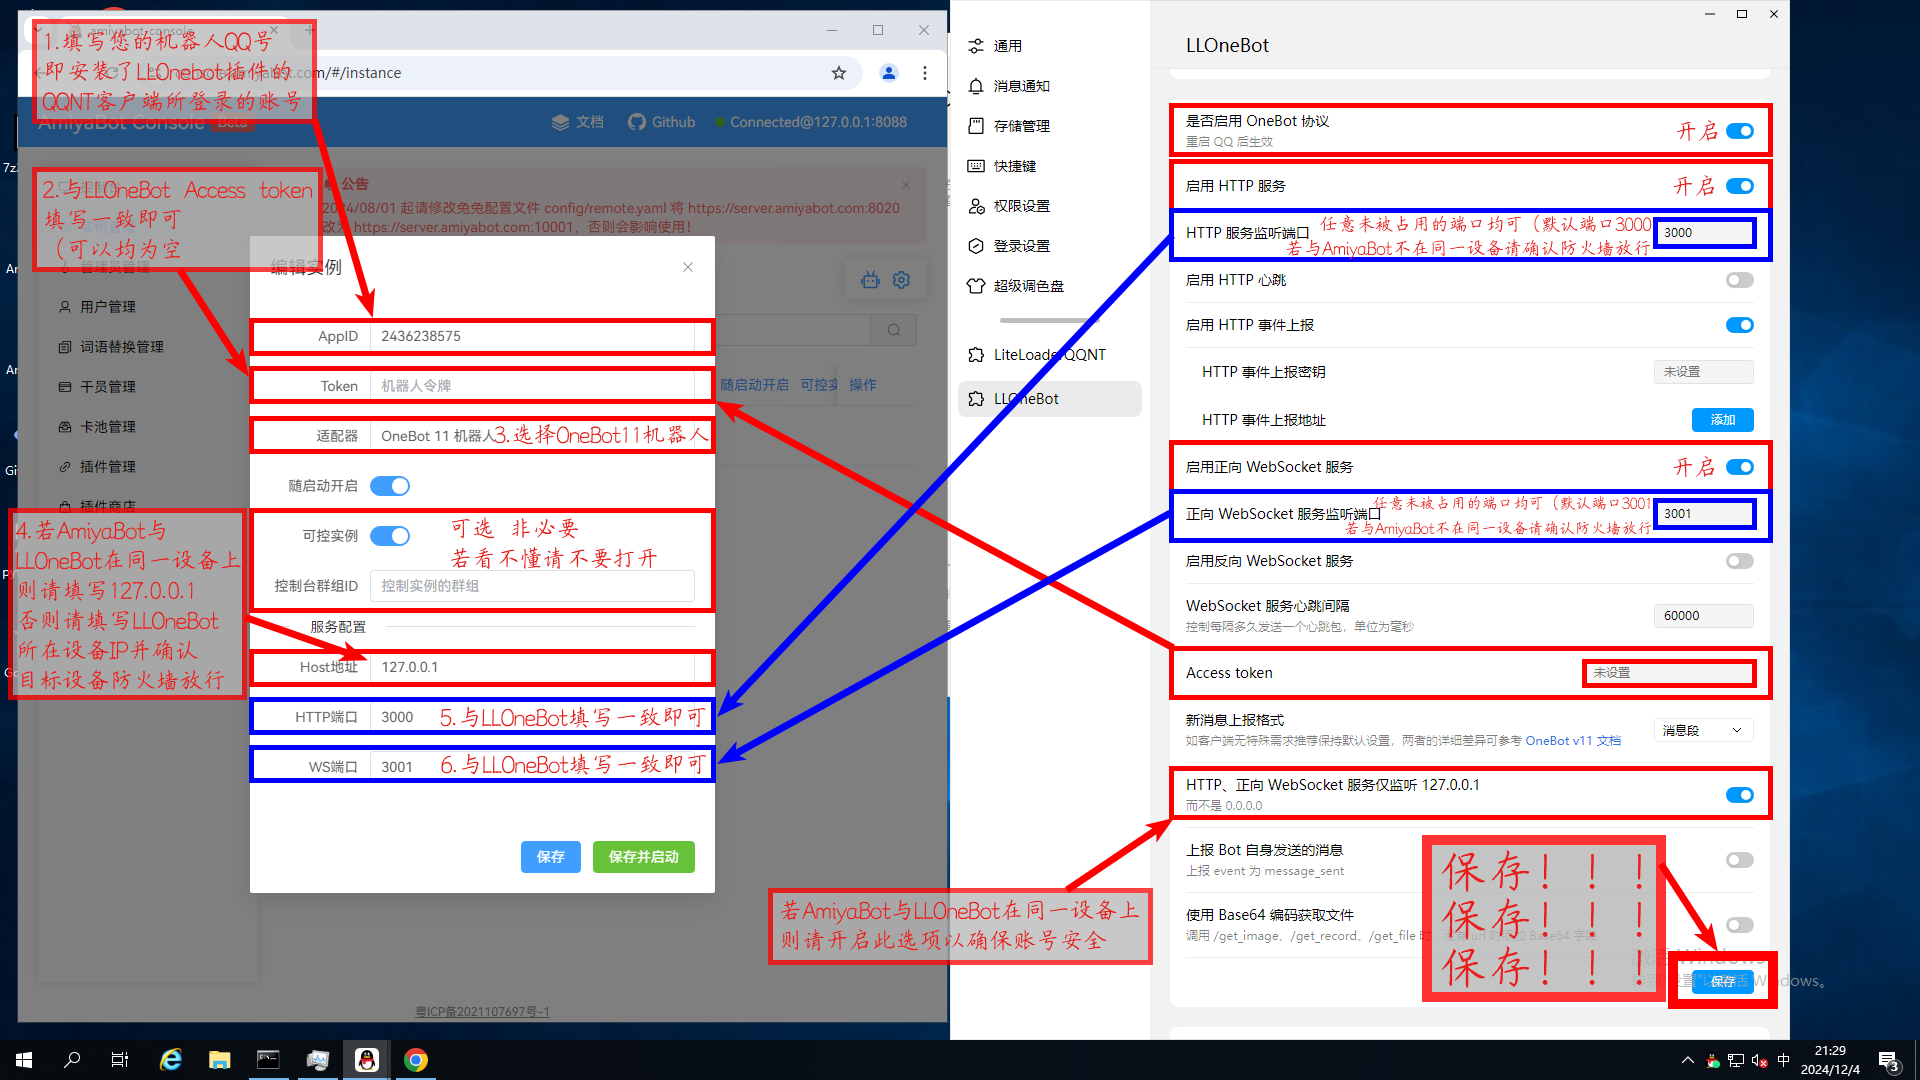 1.填写您的机器人QQ号
即安装了LLOnebot插件的
QQNT客户端所登录的账号
m/#/instance
AmiyaBot Console Beta
文档
Github
Connected@127.0.0.1:8088
2.与LLOneBot Access token
填写一致即可
（可以均为空
公告
2024/08/01 起请修改兔兔配置文件 config/remote.yaml 将 https://server.amiyabot.com:8020
改为 https://server.amiyabot.com:10001，否则会影响使用！
管理员管理
用户管理
词语替换管理
干员管理
卡池管理
插件管理
插件商店
随启动开启
操作
编辑实例
AppID
2436238575
Token
机器人令牌
适配器
OneBot 11 机器人
3.选择OneBot11机器人
随启动开启
可控实例
可选 非必要
若看不懂请不要打开
控制台群组ID
控制实例的群组
服务配置
Host地址
127.0.0.1
HTTP端口
3000
5.与LLOneBot填写一致即可
WS端口
3001
6.与LLOneBot填写一致即可
保存
保存并启动
4.若AmiyaBot与
LLOneBot在同一设备上
则请填写127.0.0.1
否则请填写LLOneBot
所在设备IP并确认
目标设备防火墙放行
粤ICP备2021107697号-1
通用
消息通知
存储管理
快捷键
权限设置
登录设置
超级调色盘
LiteLoaderQQNT
LLOneBot
LLOneBot
是否启用 OneBot 协议
重启 QQ 后生效
开启
启用 HTTP 服务
开启
HTTP 服务监听端口
任意未被占用的端口均可（默认端口3000
若与AmiyaBot不在同一设备请确认防火墙放行
3000
启用 HTTP 心跳
启用 HTTP 事件上报
HTTP 事件上报密钥
未设置
HTTP 事件上报地址
添加
启用正向 WebSocket 服务
开启
正向 WebSocket 服务监听端口
任意未被占用的端口均可（默认端口3001
若与AmiyaBot不在同一设备请确认防火墙放行
3001
启用反向 WebSocket 服务
WebSocket 服务心跳间隔
控制每隔多久发送一个心跳包，单位为毫秒
60000
Access token
未设置
新消息上报格式
如客户端无特殊需求推荐保持默认设置，两者的详细差异可参考 OneBot v11 文档
消息段
HTTP、正向 WebSocket 服务仅监听 127.0.0.1
而不是 0.0.0.0
若AmiyaBot与LLOneBot在同一设备上
则请开启此选项以确保账号安全
上报 Bot 自身发送的消息
上报 event 为 message_sent
使用 Base64 编码获取文件
调用 /get_image、/get_record、/get_file 时，没有 url 时添加 Base64 字段
保存！！！
保存！！！
保存！！！
保存
21:29
2024/12/4
中
3